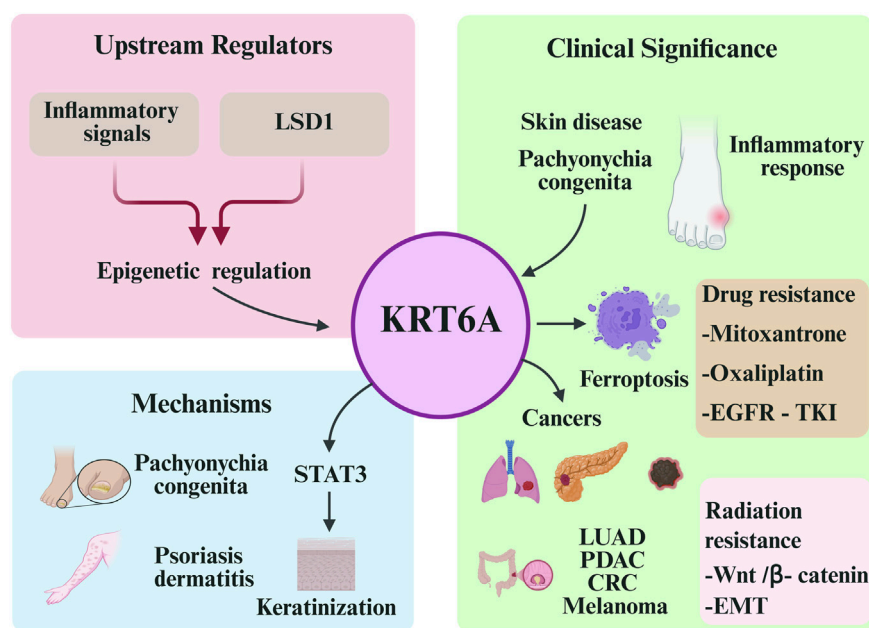 Upstream Regulators
Inflammatory
signals
LSD1
Epigenetic regulation
KRT6A
Mechanisms
Pachyonychia
congenita
Psoriasis
dermatitis
STAT3
Keratinization
Clinical Significance
Skin disease
Pachyonychia
congenita
Inflammatory
response
Ferroptosis
Drug resistance
-Mitoxantrone
-Oxaliplatin
-EGFR - TKI
Cancers
LUAD
PDAC
CRC
Melanoma
Radiation
resistance
-Wnt /β- catenin
-EMT